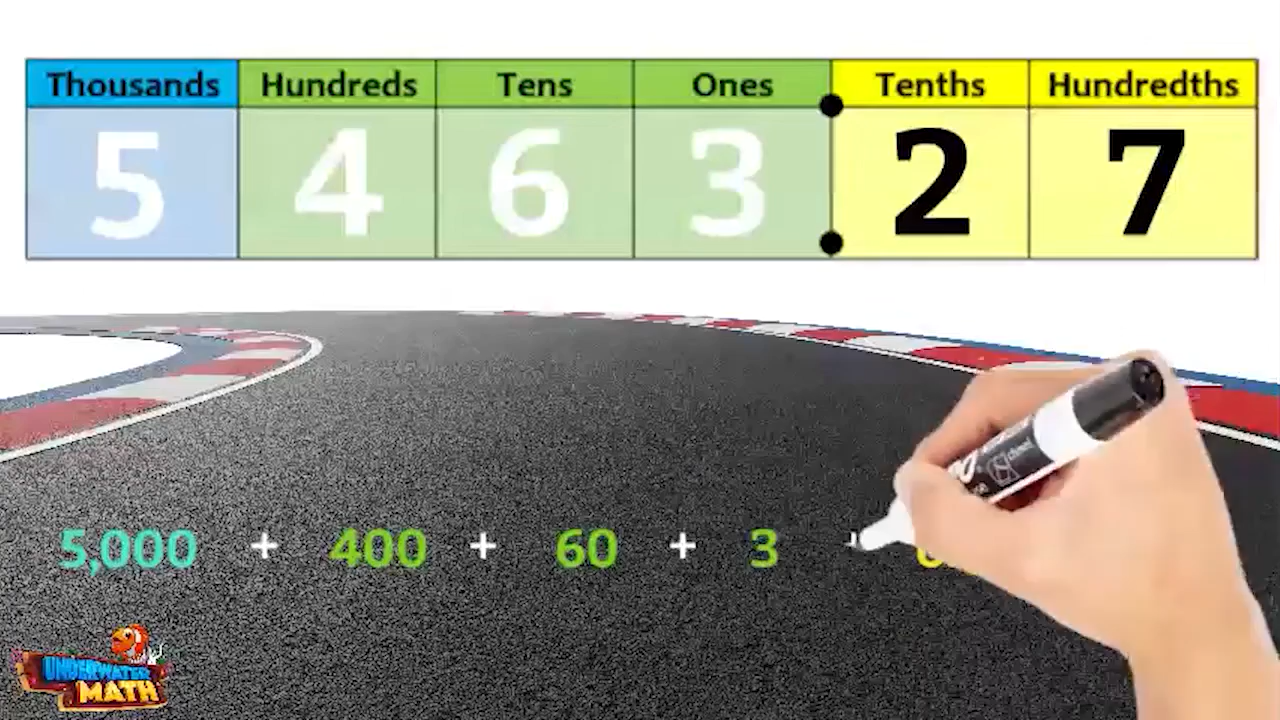 Thousands Hundreds Tens Ones Tenths Hundredths
5 4 6 3 2 7
5,000 + 400 + 60 + 3 +
UNDERWATER
MATH